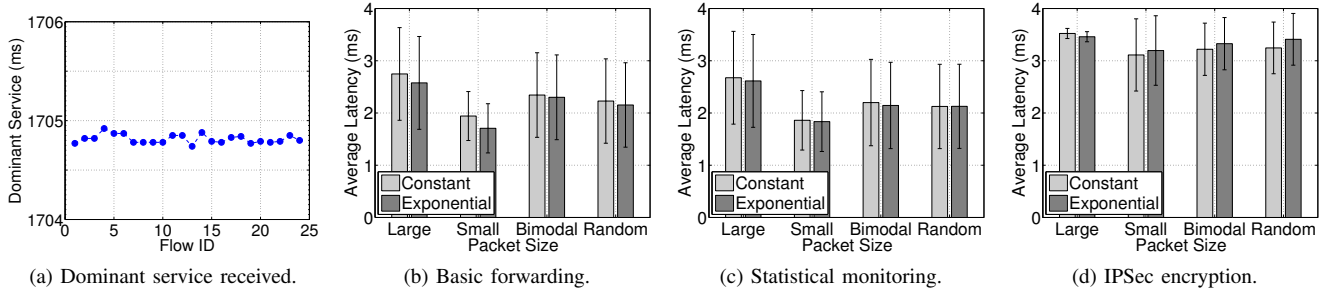 1706
1705
1704
Dominant Service (ms)
0 5 10 15 20 25
Flow ID
(a) Dominant service received.
4
3
2
1
0
Average Latency (ms)
Constant
Exponential
Large Small Bimodal Random
Packet Size
(b) Basic forwarding.
4
3
2
1
0
Average Latency (ms)
Constant
Exponential
Large Small Bimodal Random
Packet Size
(c) Statistical monitoring.
4
3
2
1
0
Average Latency (ms)
Constant
Exponential
Large Small Bimodal Random
Packet Size
(d) IPSec encryption.